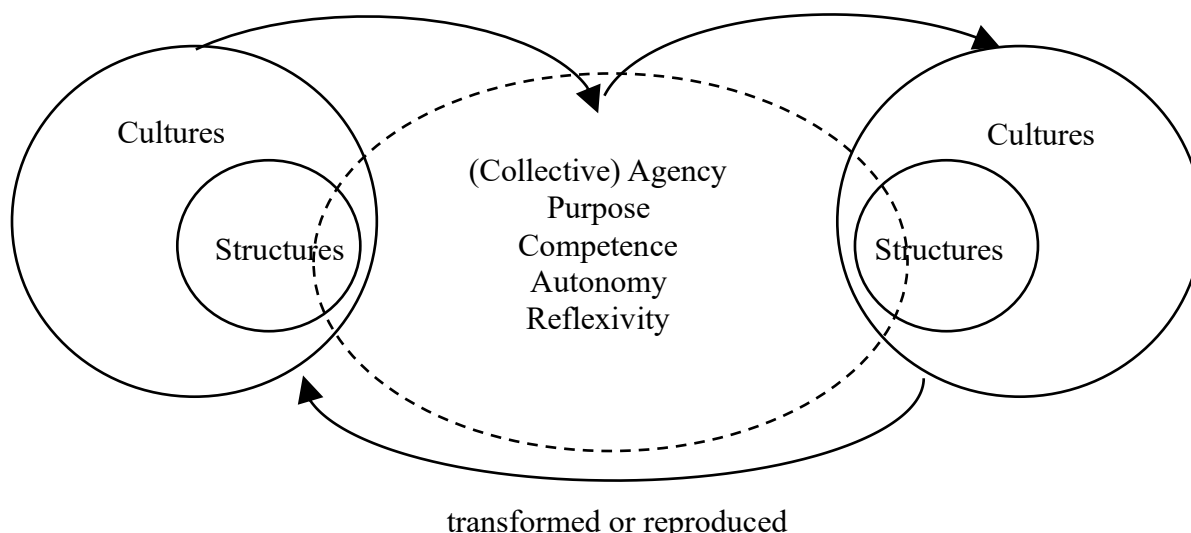 Cultures
Structures
(Collective) Agency
Purpose
Competence
Autonomy
Reflexivity
Cultures
Structures
transformed or reproduced